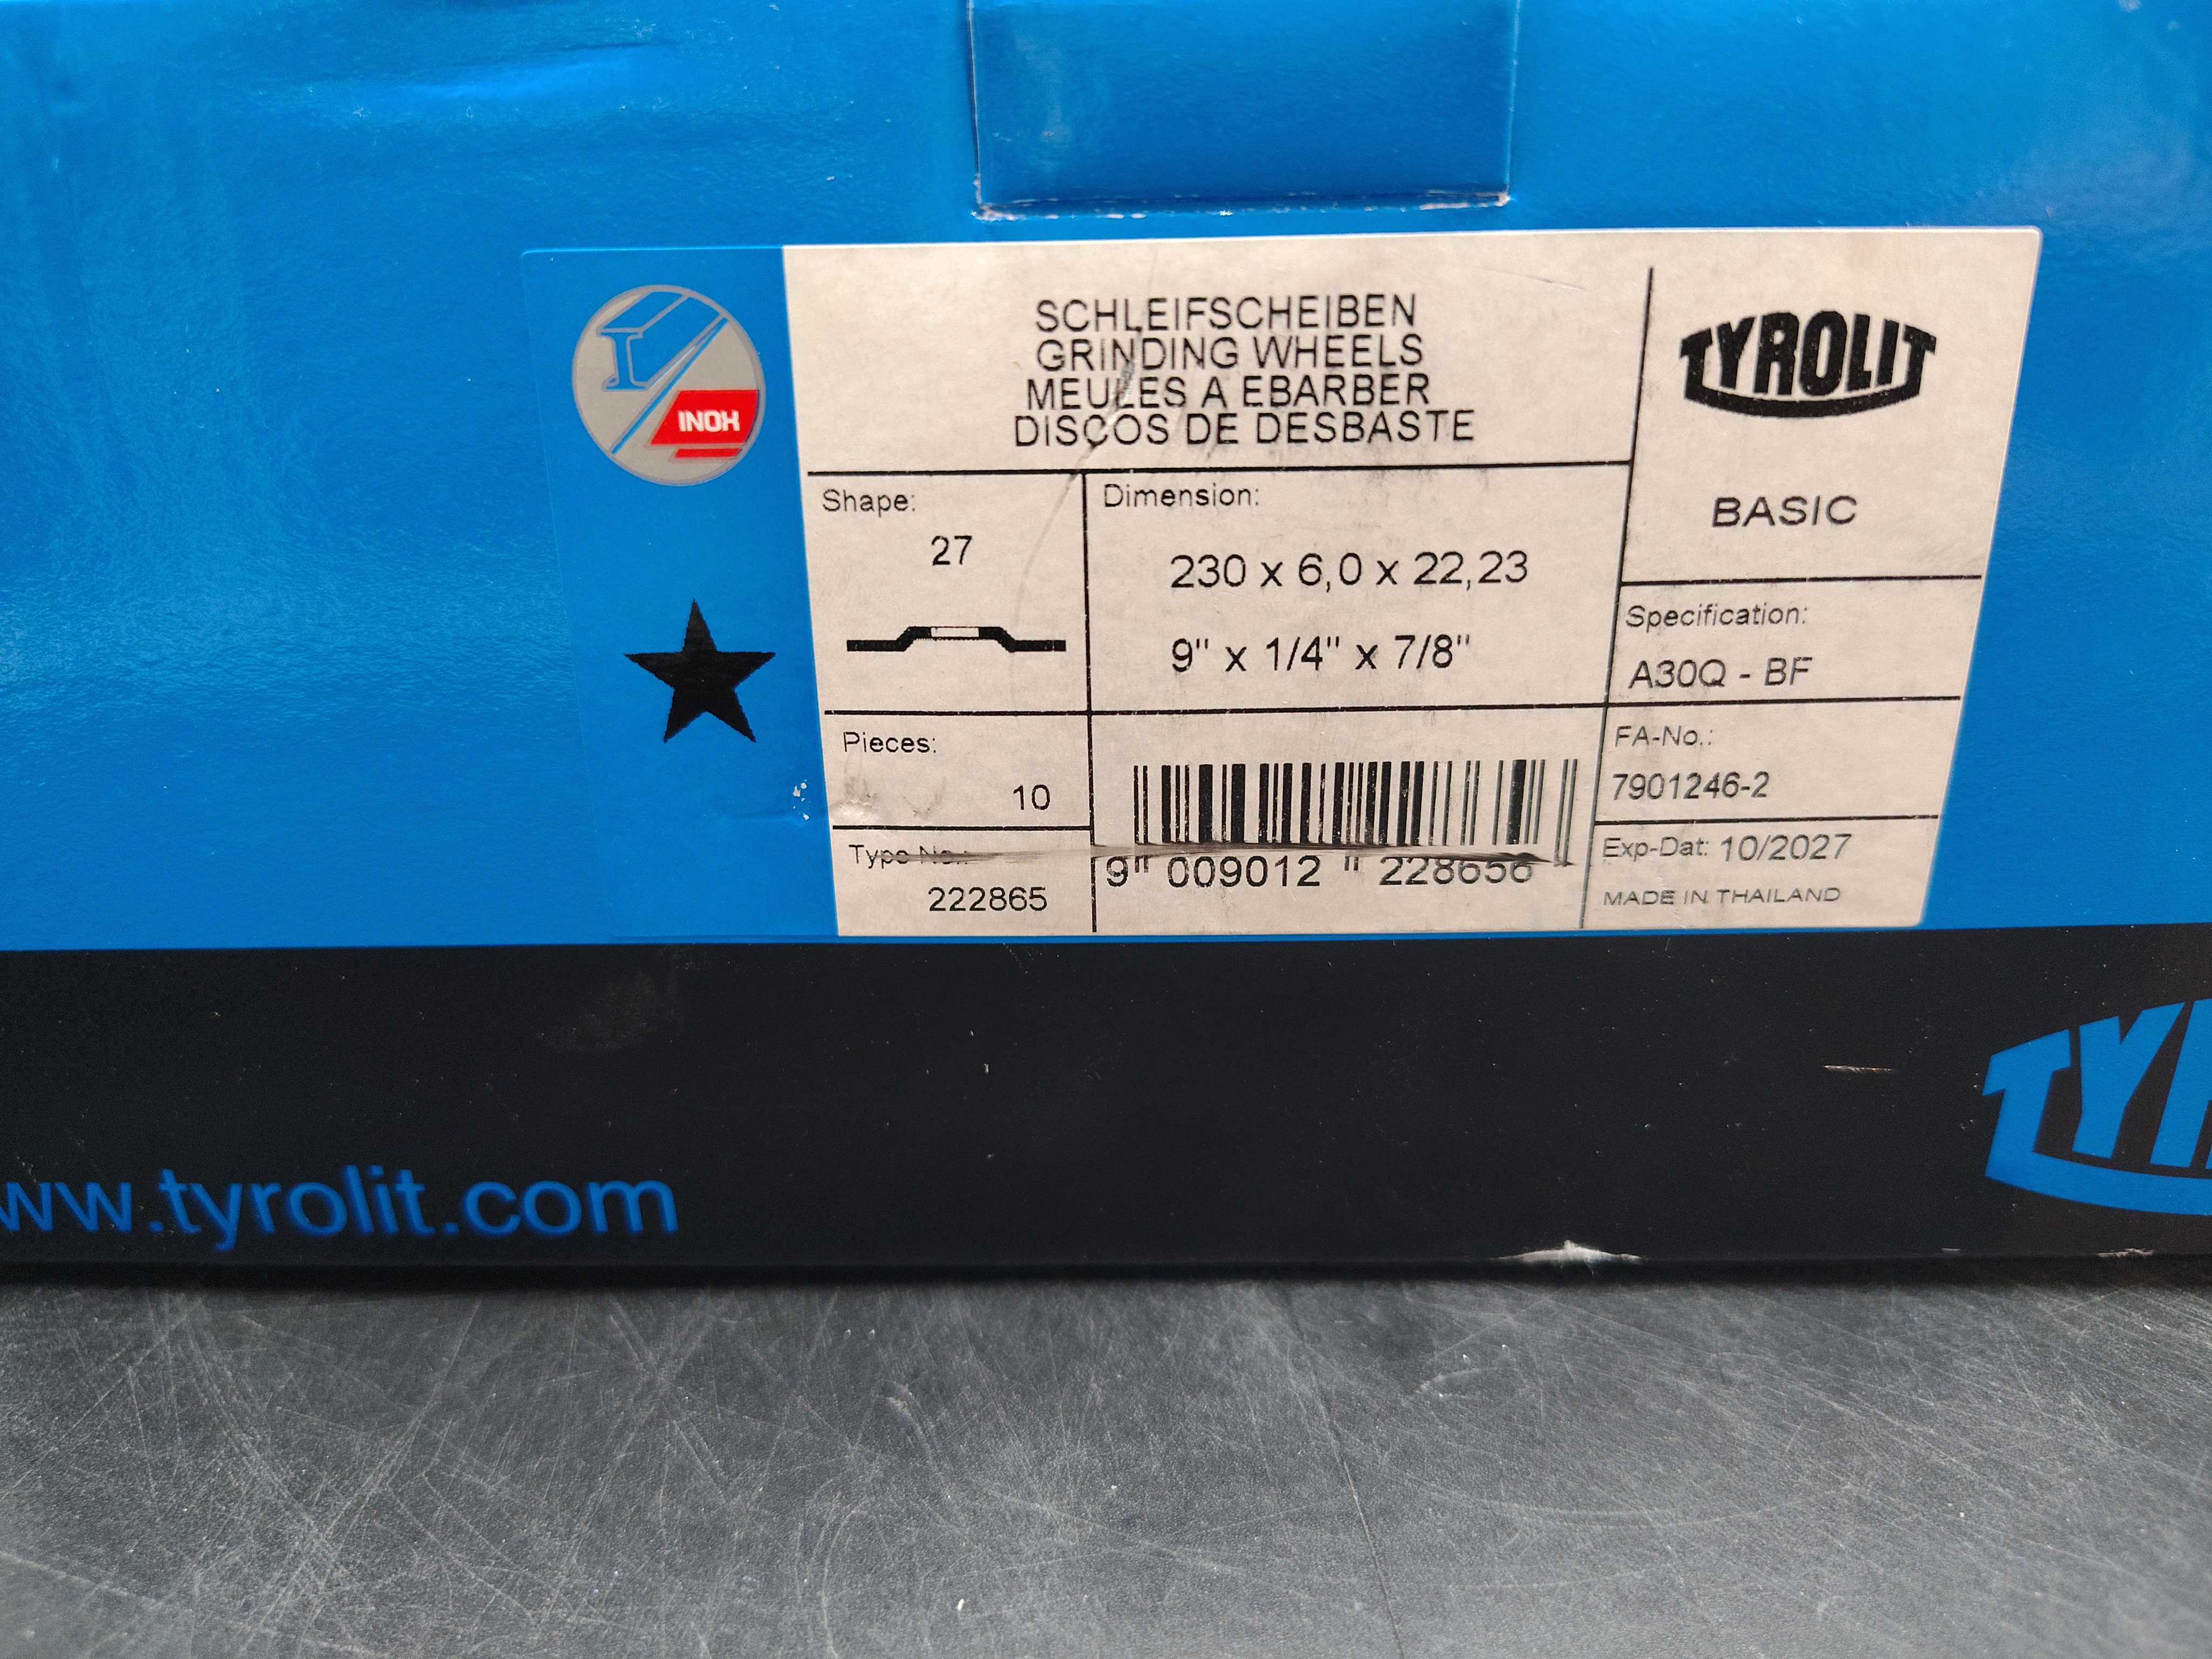 INOX
SCHLEIFSCHEIBEN
GRINDING WHEELS
MEULES A EBARBER
DISCOS DE DESBASTE
TYROLIT
BASIC
Shape:
27
Dimension:
230 x 6,0 x 22,23
9" x 1/4" x 7/8"
Specification:
A30Q - BF
Pieces:
10
FA-No.:
7901246-2
Type No.:
222865
9" 009012 " 228656
Exp-Dat: 10/2027
MADE IN THAILAND
ww.tyrolit.com
TYR